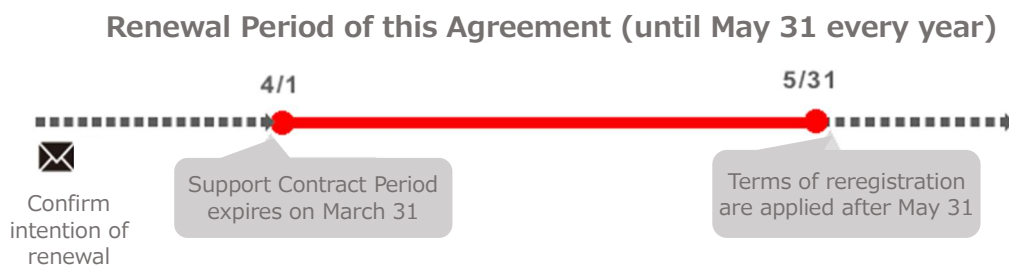 Renewal Period of this Agreement (until May 31 every year)
4/1
5/31
Support Contract Period
expires on March 31
Terms of reregistration
are applied after May 31
Confirm
intention of
renewal